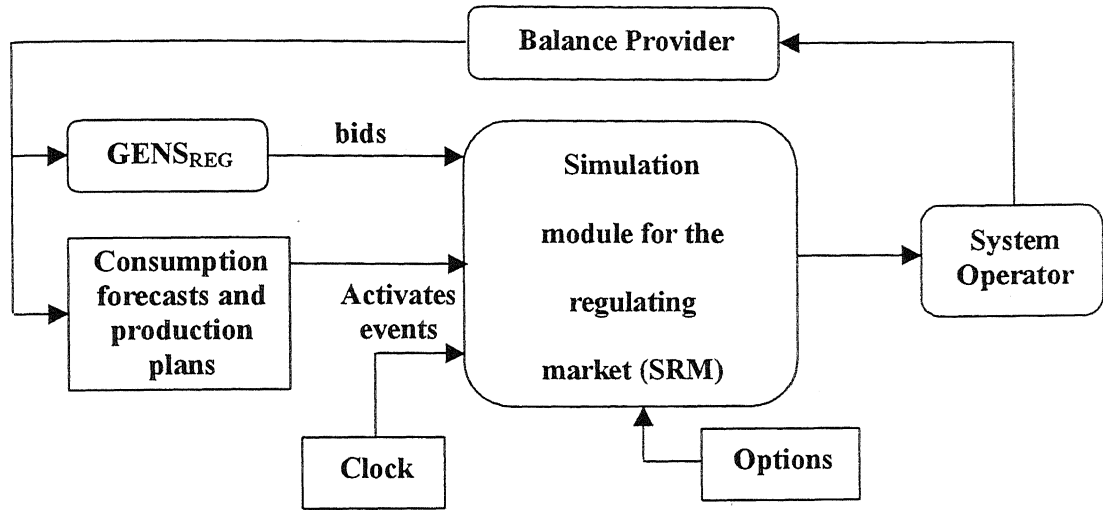 Balance Provider
bids
GENS_REG
Simulation
module for the
regulating
market (SRM)
System
Operator
Consumption
forecasts and
production
plans
Activates
events
Clock
Options